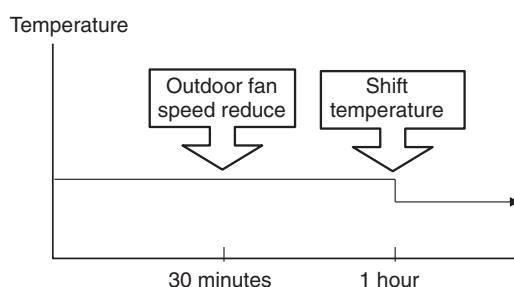 Temperature
Outdoor fan
speed reduce
Shift
temperature
30 minutes
1 hour